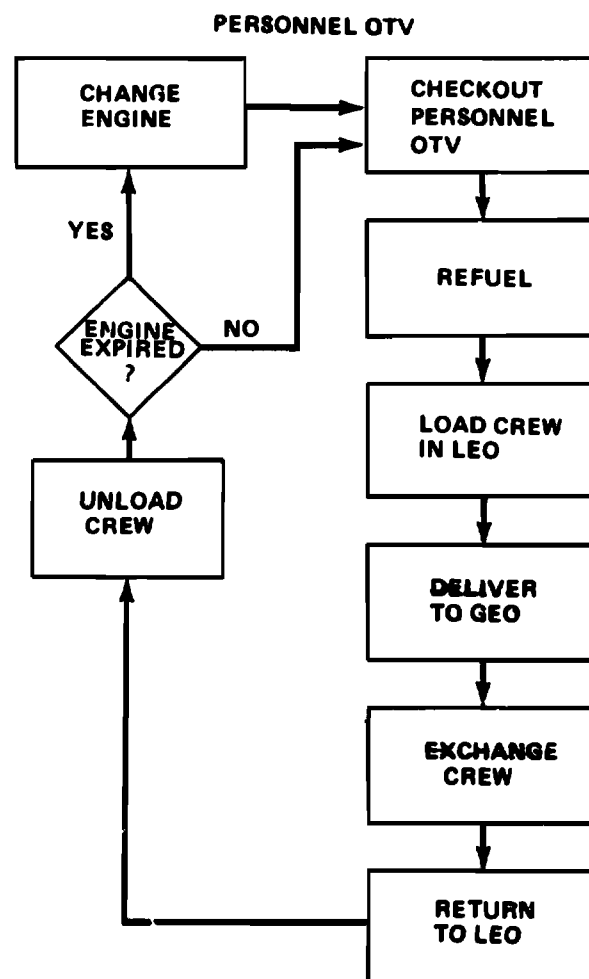 PERSONNEL OTV
CHANGE
ENGINE
CHECKOUT
PERSONNEL
OTV
YES
REFUEL
ENGINE
EXPIRED
?
NO
LOAD CREW
IN LEO
UNLOAD
CREW
DELIVER
TO GEO
EXCHANGE
CREW
RETURN
TO LEO